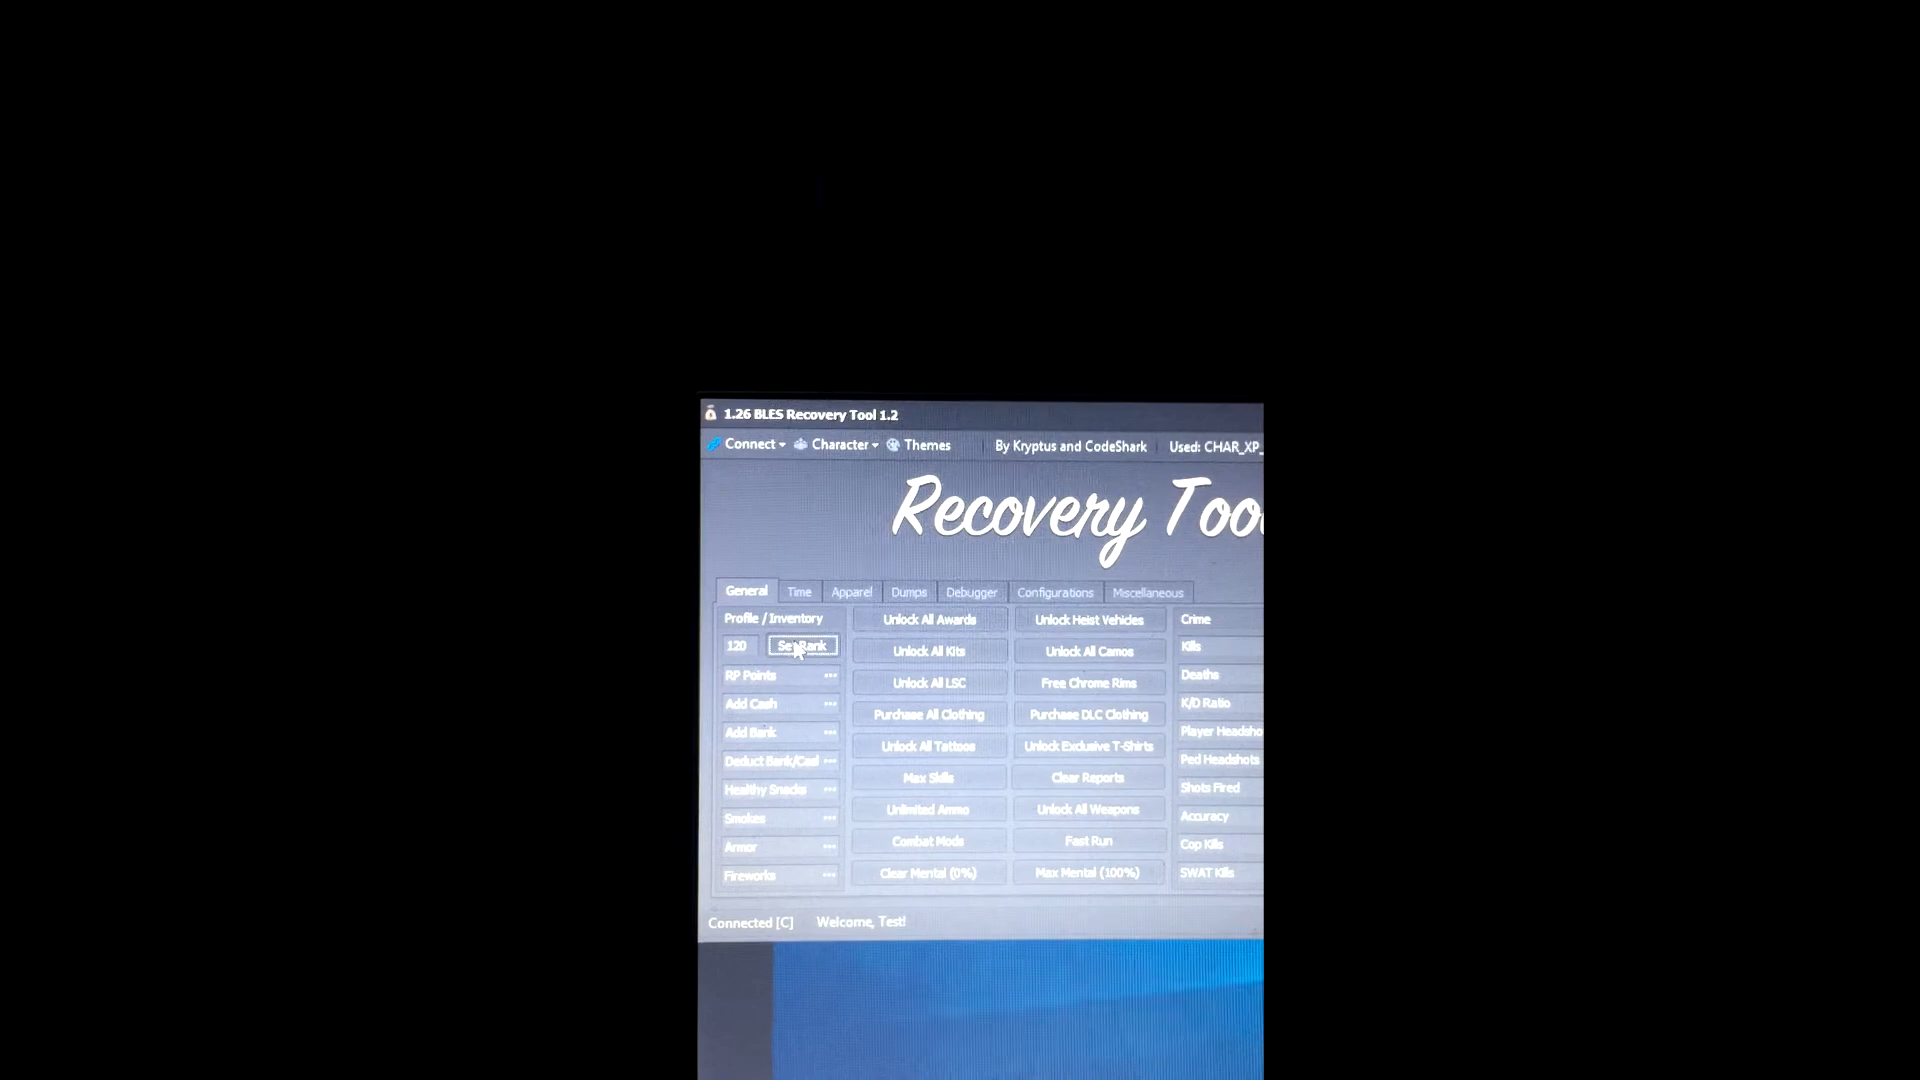 1.26 BLES Recovery Tool 1.2
Connect Character Themes By Kryptus and CodeShark Used: CHAR_XP_
Recovery Too
General Time Apparel Dumps Debugger Configurations Miscellaneous
Profile / Inventory Unlock All Awards Unlock Heist Vehicles Crime
120 Set Rank Unlock All Kits Unlock All Camos Kills
RP Points ... Unlock All LSC Free Chrome Rims Deaths
Add Cash ... Purchase All Clothing Purchase DLC Clothing K/D Ratio
Add Bank ... Unlock All Tattoos Unlock Exclusive T-Shirts Player Headsho
Deduct Bank/Cas ... Max Skills Clear Reports Ped Headshots
Healthy Snacks ... Unlimited Ammo Unlock All Weapons Shots Fired
Smokes ... Combat Mods Fast Run Accuracy
Armor ... Clear Mental (0%) Max Mental (100%) Cop Kills
Fireworks ... SWAT Kills
Connected [C] Welcome, Test!